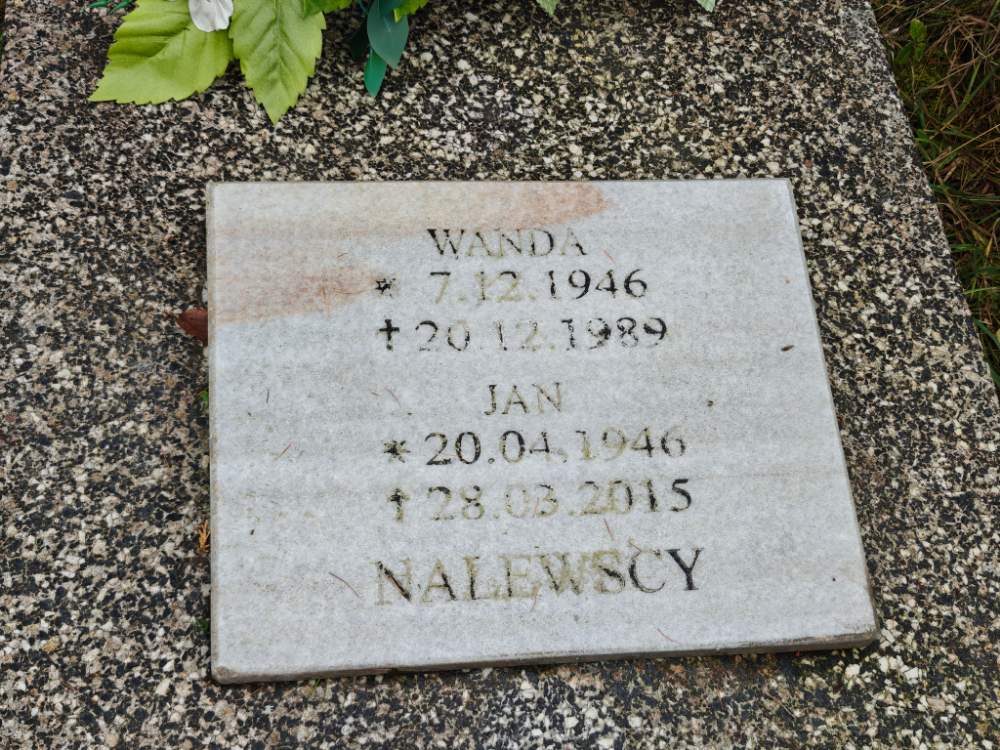 WANDA
* 7.12.1946
† 20.12.1989
JAN
* 20.04.1946
† 28.03.2015
NALEWSCY